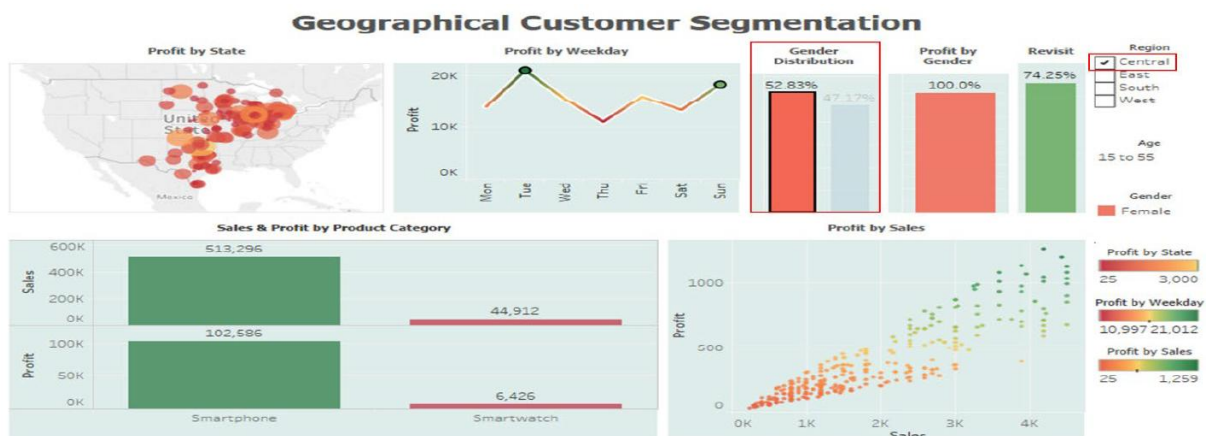 Geographical Customer Segmentation
Profit by State
United
States
Mexico
Profit by Weekday
Profit
20K
10K
0K
Mon
Tue
Wed
Thu
Fri
Sat
Sun
Gender
Distribution
52.83%
47.17%
Profit by
Gender
100.0%
Revisit
74.25%
Region
Central
East
South
West
Age
15 to 55
Gender
Female
Sales & Profit by Product Category
Sales
600K
400K
200K
0K
513,296
44,912
Profit
100K
50K
0K
102,586
6,426
Smartphone
Smartwatch
Profit by Sales
Profit
1000
500
0
0K
1K
2K
3K
4K
Sales
Profit by State
25 3,000
Profit by Weekday
10,997 21,012
Profit by Sales
25 1,259